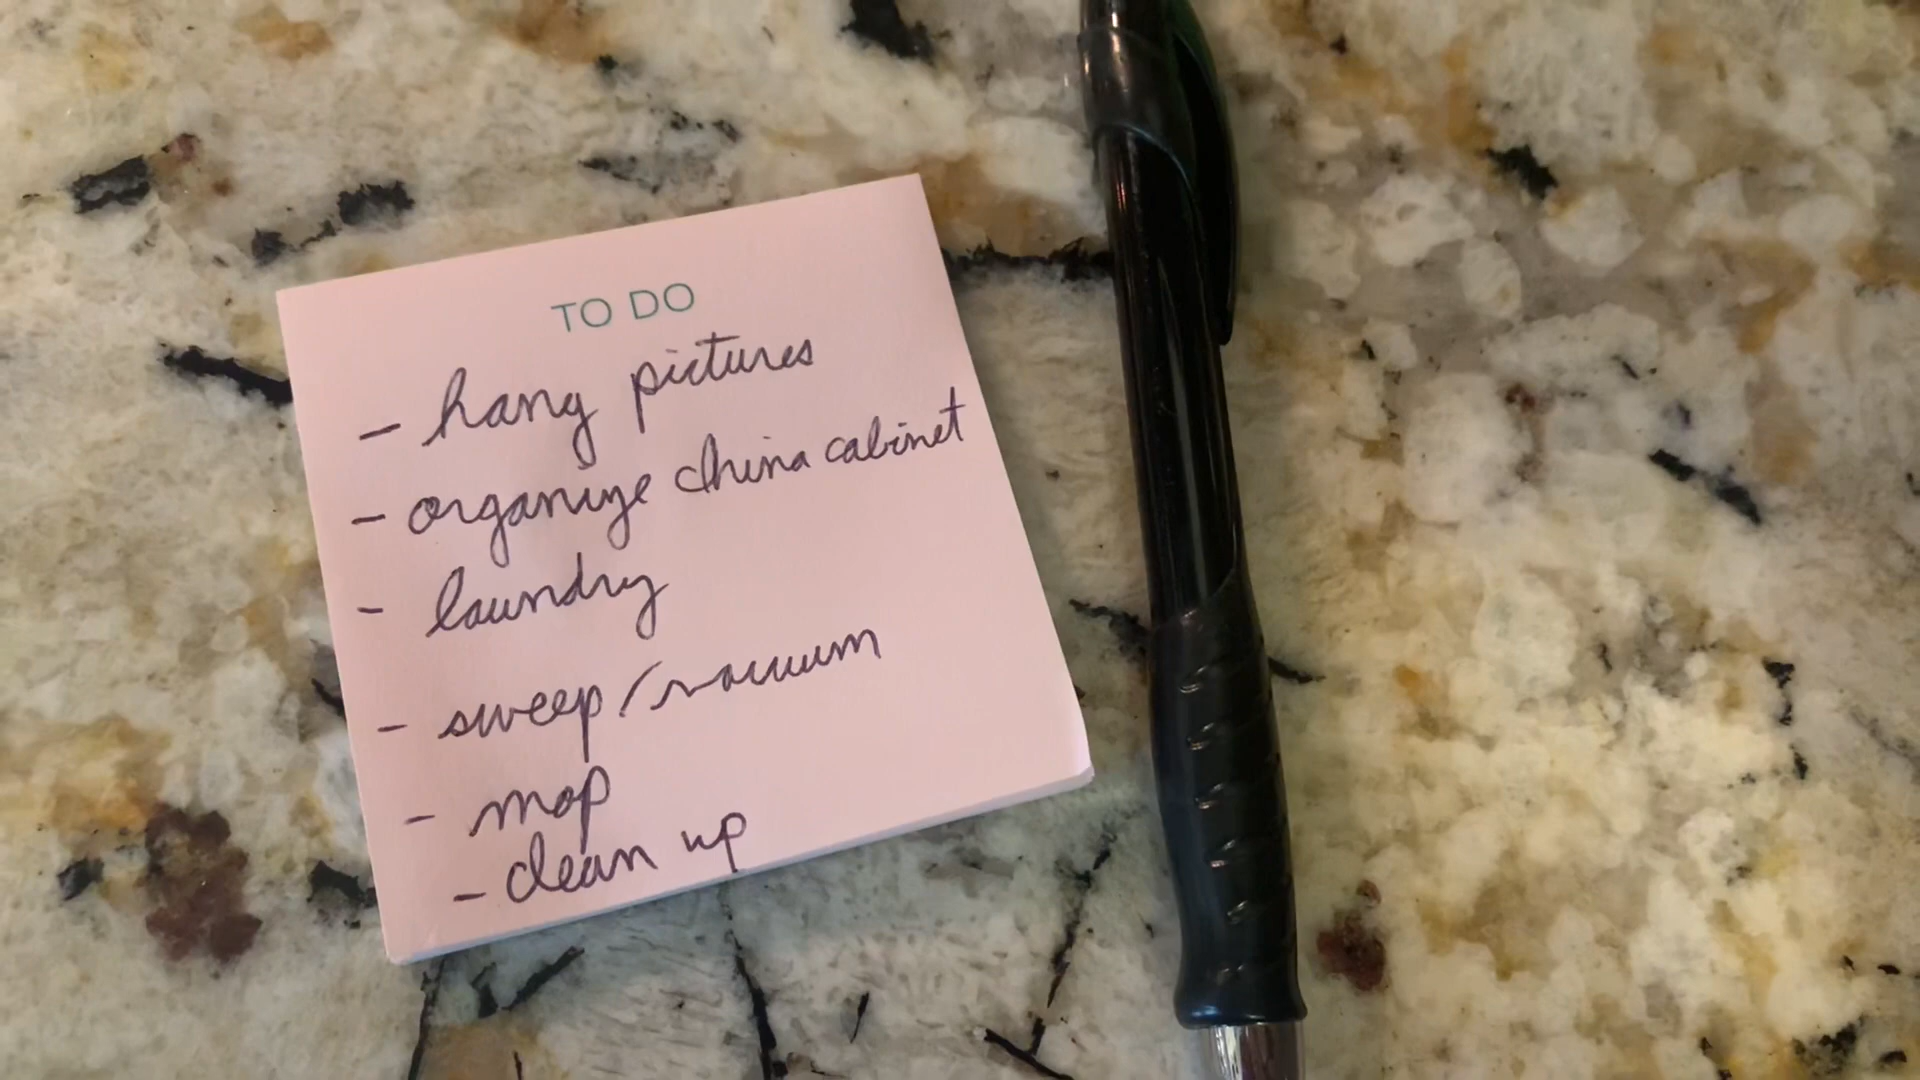 TO DO
- hang pictures
- organize china cabinet
- laundry
- sweep/vacuum
- mop
- clean up